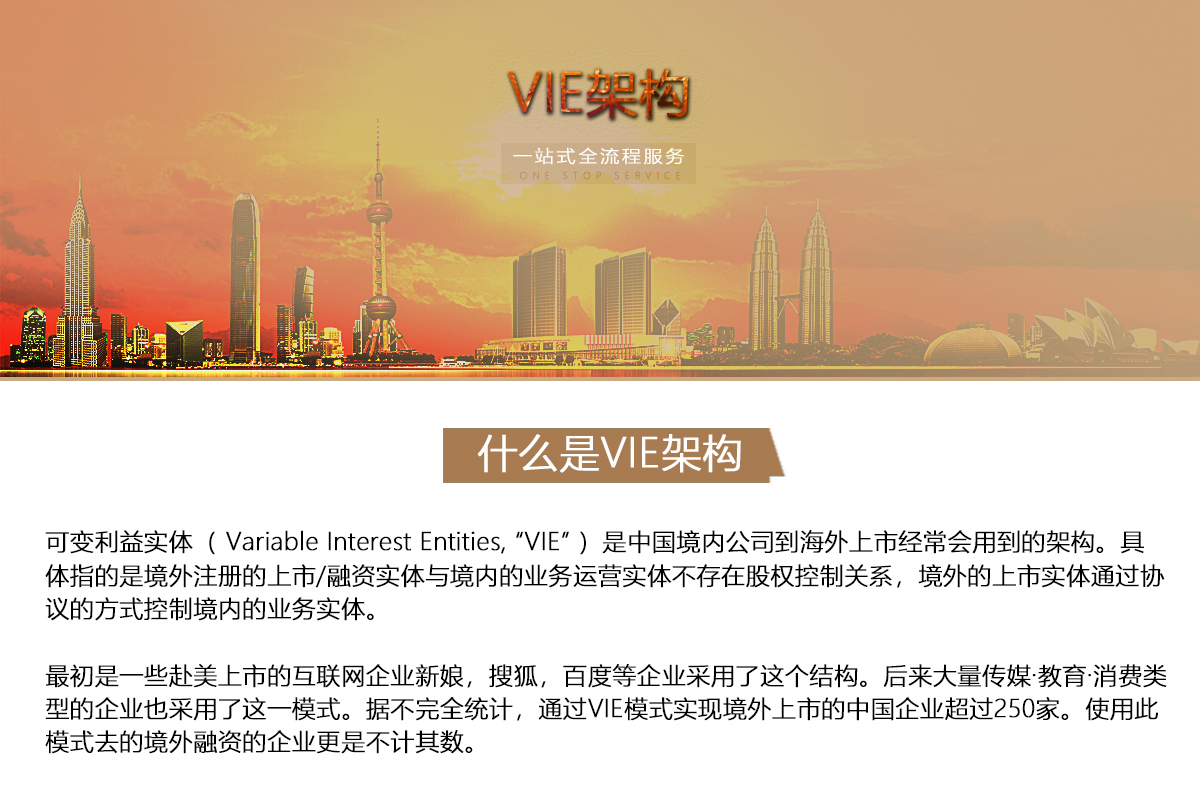 VIE架构
一站式全流程服务
ONE STOP SERVICE
什么是VIE架构
可变利益实体（ Variable Interest Entities, “VIE” ）是中国境内公司到海外上市经常会用到的架构。具
体指的是境外注册的上市/融资实体与境内的业务运营实体不存在股权控制关系，境外的上市实体通过协
议的方式控制境内的业务实体。
最初是一些赴美上市的互联网企业新娘，搜狐，百度等企业采用了这个结构。后来大量传媒·教育·消费类
型的企业也采用了这一模式。据不完全统计，通过VIE模式实现境外上市的中国企业超过250家。使用此
模式去的境外融资的企业更是不计其数。